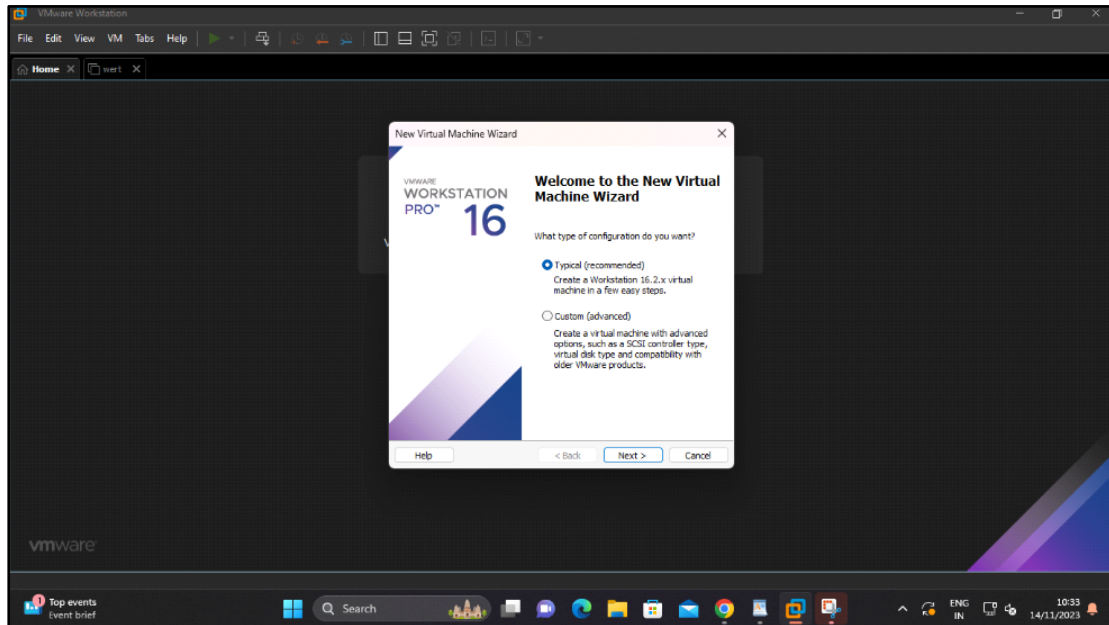 VMware Workstation
File Edit View VM Tabs Help
Home wert
New Virtual Machine Wizard
VMWARE
WORKSTATION
PRO™ 16
Welcome to the New Virtual
Machine Wizard
What type of configuration do you want?
Typical (recommended)
Create a Workstation 16.2.x virtual
machine in a few easy steps.
Custom (advanced)
Create a virtual machine with advanced
options, such as a SCSI controller type,
virtual disk type and compatibility with
older VMware products.
Help < Back Next > Cancel
vmware
1
Top events
Event brief
Search
ENG
IN
10:33
14/11/2023